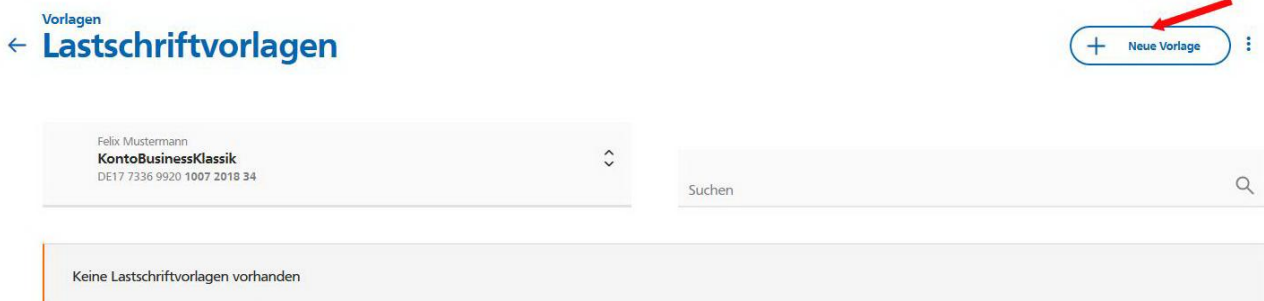 Vorlagen
Lastschriftvorlagen
Neue Vorlage
Felix Mustermann
KontoBusinessKlassik
DE17 7336 9920 1007 2018 34
Suchen
Keine Lastschriftvorlagen vorhanden